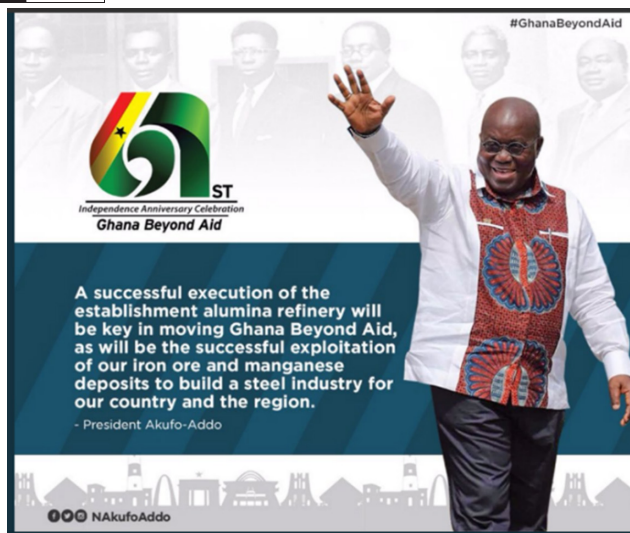 #GhanaBeyondAid
61ST
Independence Anniversary Celebration
Ghana Beyond Aid
A successful execution of the
establishment alumina refinery will
be key in moving Ghana Beyond Aid,
as will be the successful exploitation
of our iron ore and manganese
deposits to build a steel industry for
our country and the region.
- President Akufo-Addo
NAkufoAddo